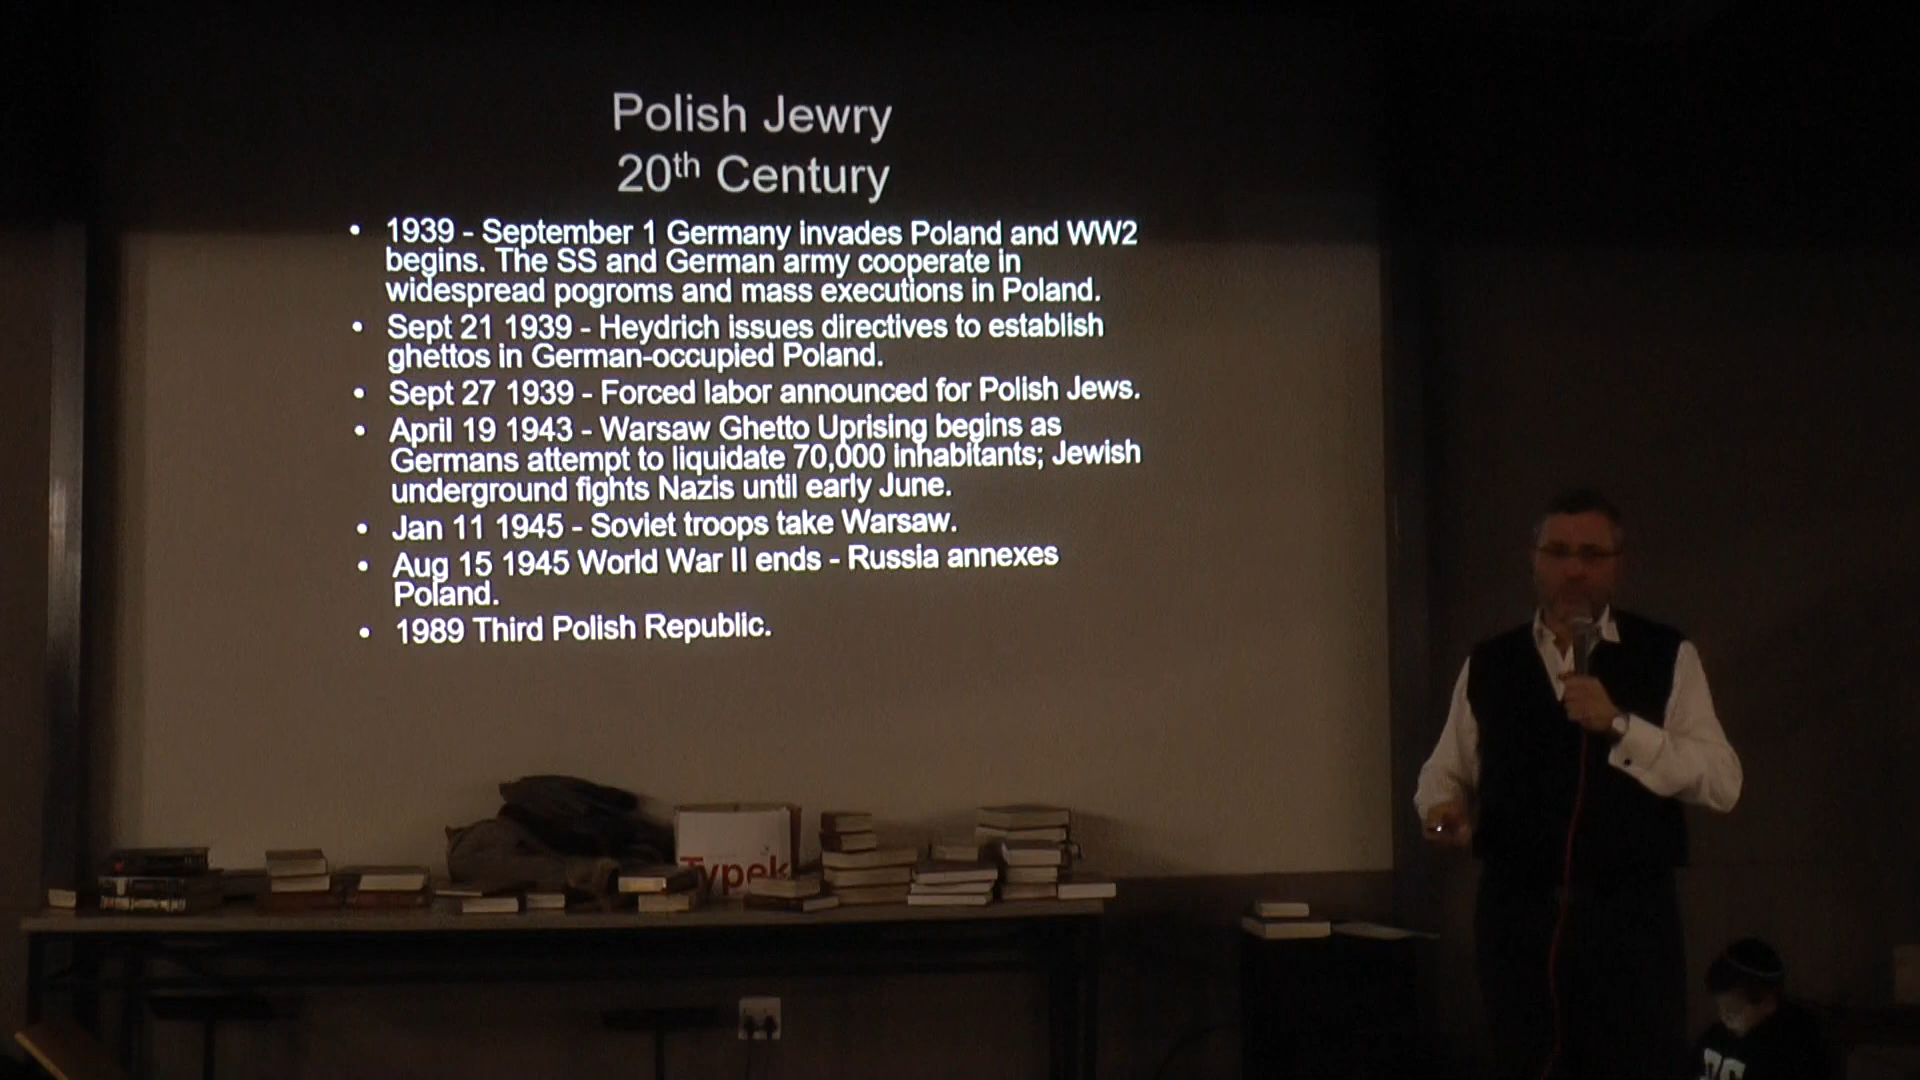 Polish Jewry
20th Century
• 1939 - September 1 Germany invades Poland and WW2
begins. The SS and German army cooperate in
widespread pogroms and mass executions in Poland.
• Sept 21 1939 - Heydrich issues directives to establish
ghettos in German-occupied Poland.
• Sept 27 1939 - Forced labor announced for Polish Jews.
• April 19 1943 - Warsaw Ghetto Uprising begins as
Germans attempt to liquidate 70,000 inhabitants; Jewish
underground fights Nazis until early June.
• Jan 11 1945 - Soviet troops take Warsaw.
• Aug 15 1945 World War II ends - Russia annexes
Poland.
• 1989 Third Polish Republic.
Typek